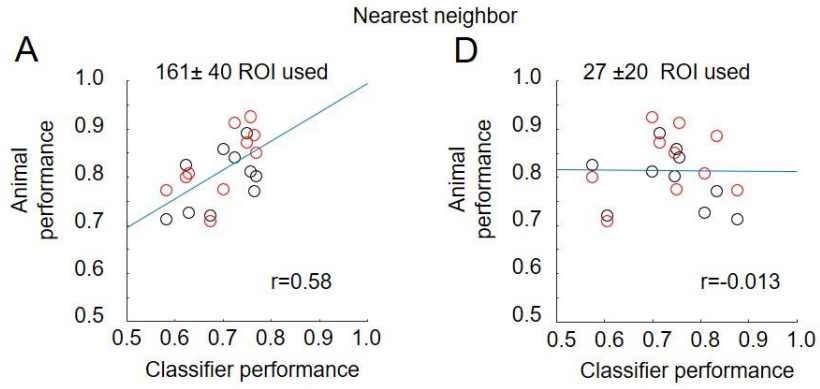 Nearest neighbor
A
161± 40 ROI used
Animal
performance
1.0
0.9
0.8
0.7
0.6
0.5
0.5 0.6 0.7 0.8 0.9 1.0
r=0.58
Classifier performance
D
27 ±20 ROI used
Animal
performance
1.0
0.9
0.8
0.7
0.6
0.5
0.5 0.6 0.7 0.8 0.9 1.0
r=-0.013
Classifier performance